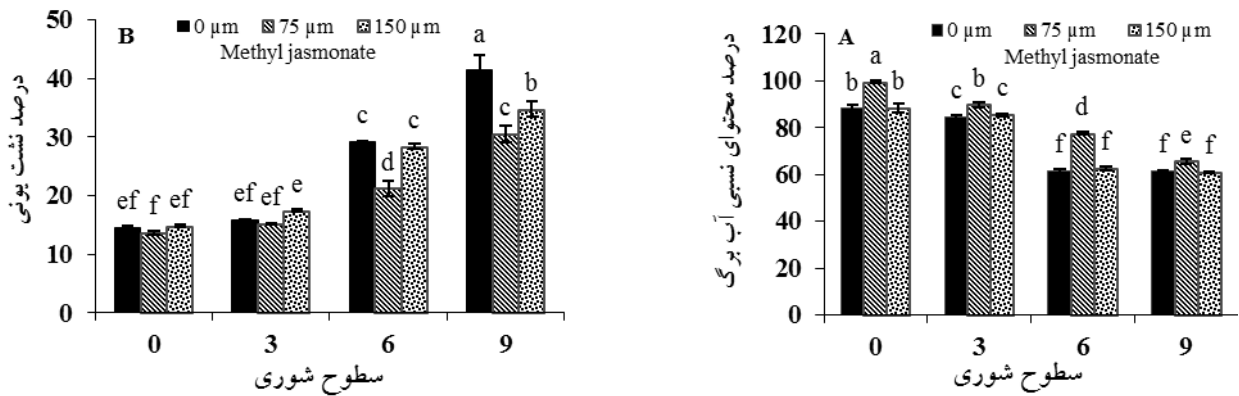 B
0 µm 75 µm 150 µm
Methyl jasmonate
درصد نشت یونی
50
40
30
20
10
0
ef f ef
ef ef e
c d c
a c b
0 3 6 9
سطوح شوری
A
0 µm 75 µm 150 µm
Methyl jasmonate
درصد محتوای نسبی آب برگ
120
100
80
60
40
20
0
b a b
c b c
f d f
f e f
0 3 6 9
سطوح شوری